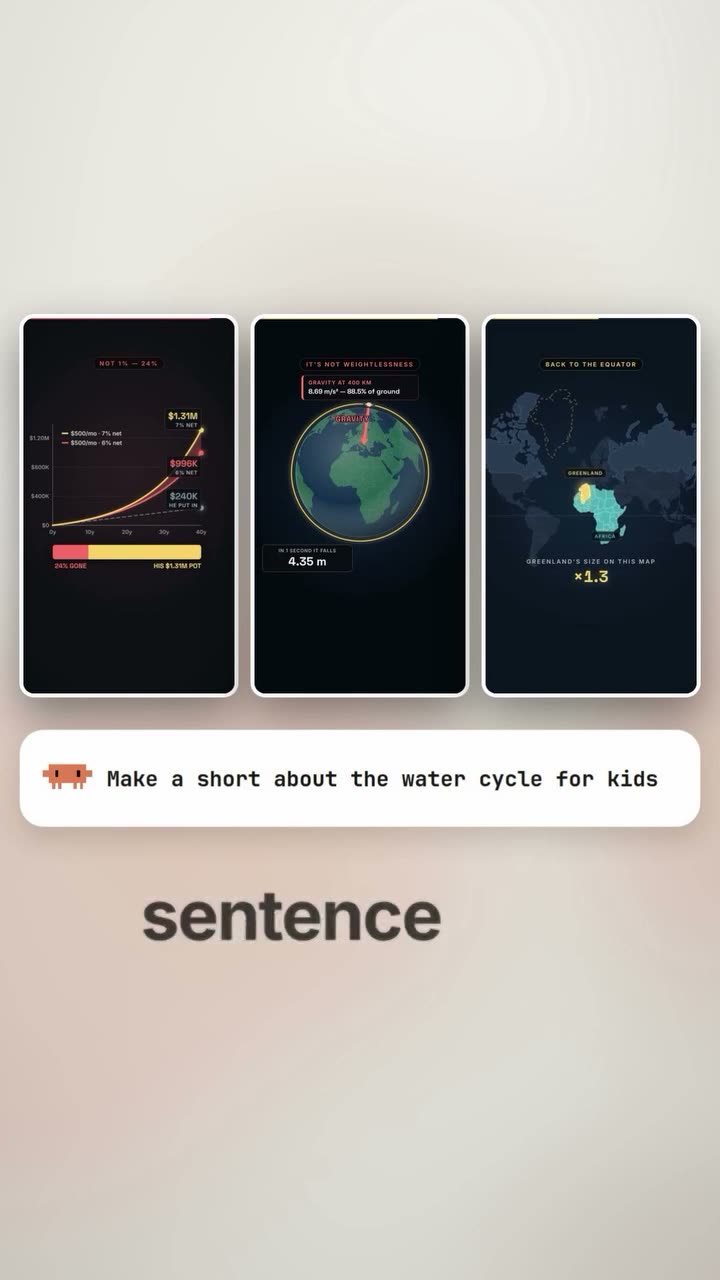 NOT 1% — 24%
$1.31M
7% NET
$1.20M
$500/mo · 7% net
$500/mo · 6% net
$996K
6% NET
$800K
$400K
$240K
HE PUT IN
$0
0y 10y 20y 30y 40y
24% GONE HIS $1.31M POT
IT'S NOT WEIGHTLESSNESS
GRAVITY AT 400 KM
8.69 m/s² — 88.5% of ground
GRAVITY
IN 1 SECOND IT FALLS
4.35 m
BACK TO THE EQUATOR
GREENLAND
AFRICA
GREENLAND'S SIZE ON THIS MAP
×1.3
Make a short about the water cycle for kids
sentence